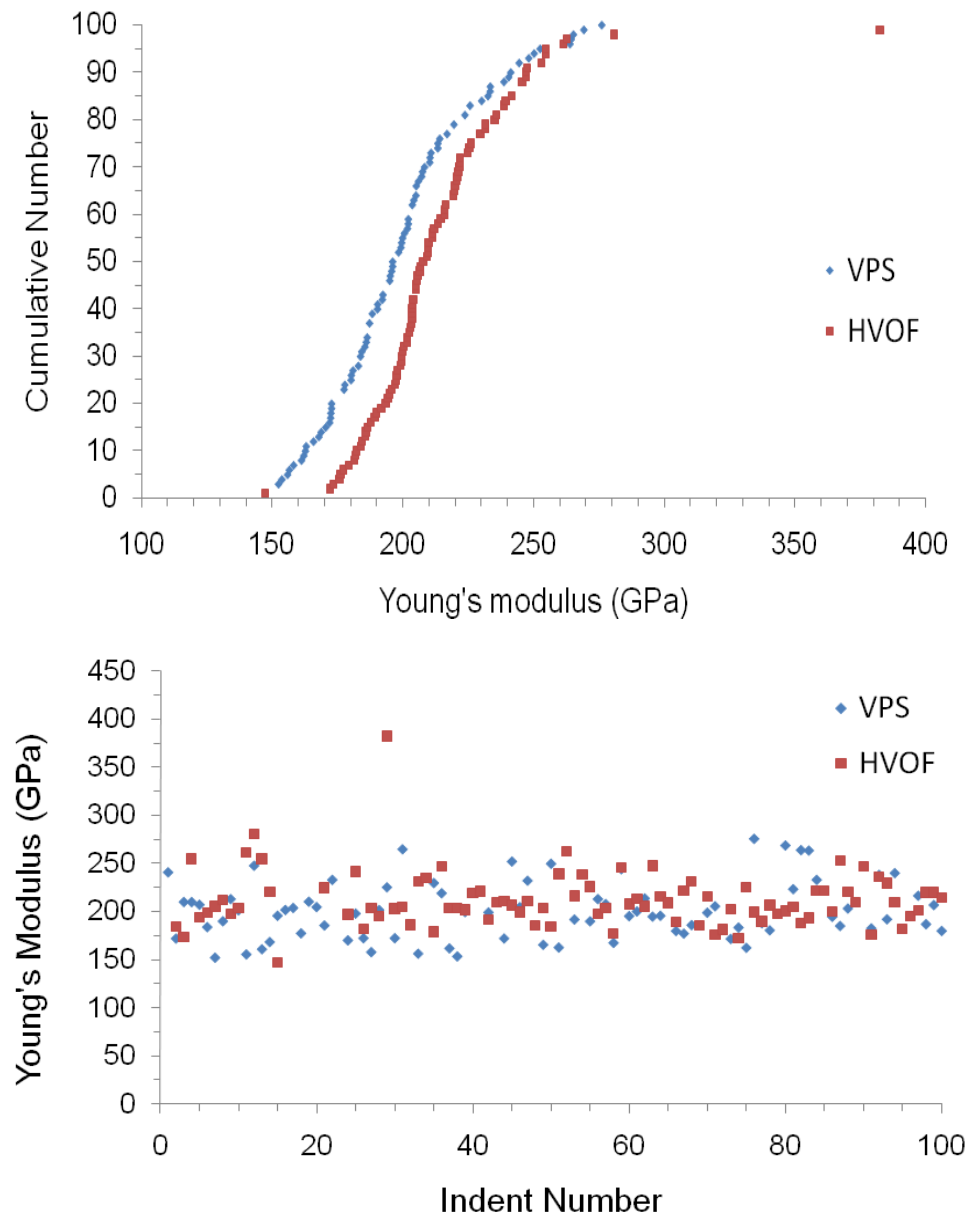 100
90
80
70
60
50
40
30
20
10
0
Cumulative Number
VPS
HVOF
100 150 200 250 300 350 400
Young's modulus (GPa)
450
400
350
300
250
200
150
100
50
0
Young's Modulus (GPa)
VPS
HVOF
0 20 40 60 80 100
Indent Number